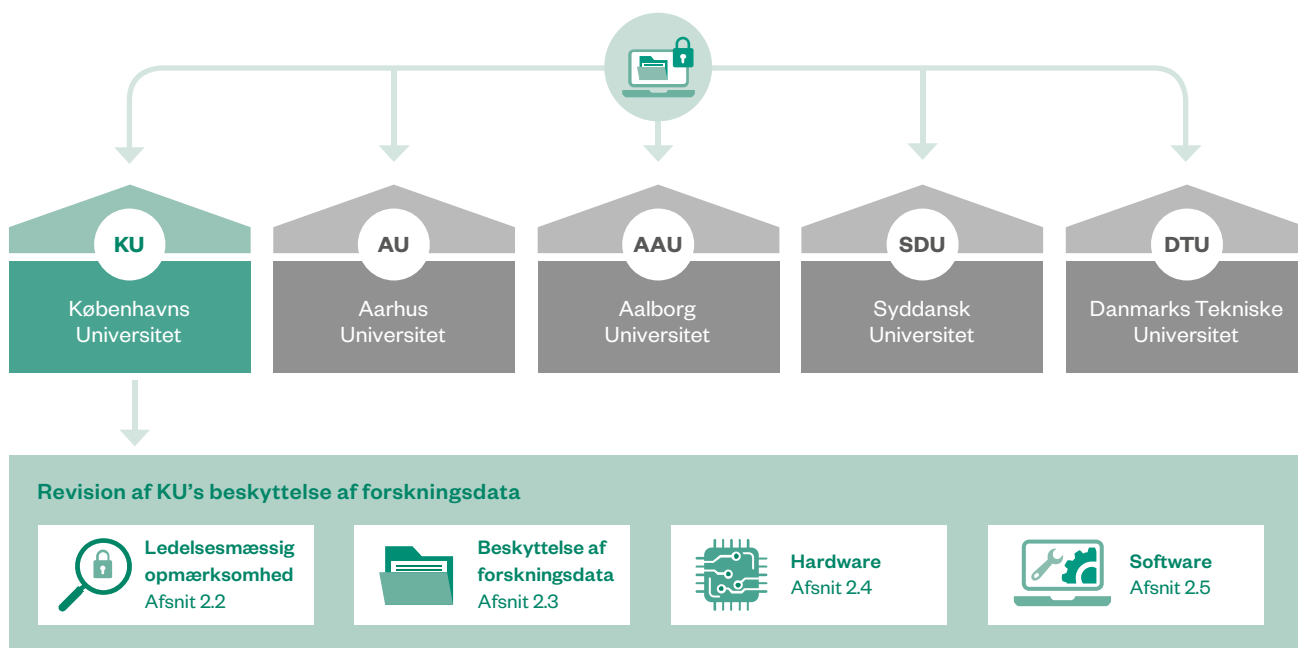 KU
Københavns
Universitet
AU
Aarhus
Universitet
AAU
Aalborg
Universitet
SDU
Syddansk
Universitet
DTU
Danmarks Tekniske
Universitet
Revision af KU’s beskyttelse af forskningsdata
Ledelsesmæssig
opmærksomhed
Afsnit 2.2
Beskyttelse af
forskningsdata
Afsnit 2.3
Hardware
Afsnit 2.4
Software
Afsnit 2.5